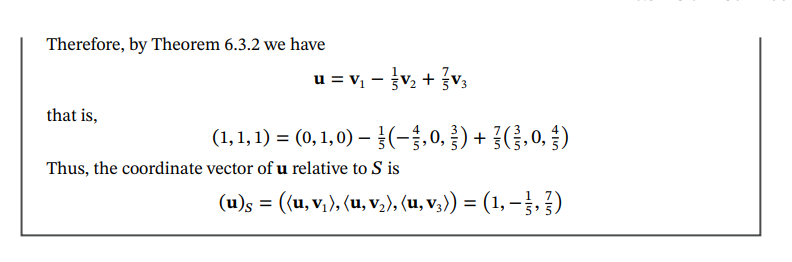 Therefore, by Theorem 6.3.2 we have
u = v₁ − 1/5v₂ + 7/5v₃
that is,
(1, 1, 1) = (0, 1, 0) − 1/5(−4/5, 0, 3/5) + 7/5(3/5, 0, 4/5)
Thus, the coordinate vector of u relative to S is
(u)ₛ = (⟨u, v₁⟩, ⟨u, v₂⟩, ⟨u, v₃⟩) = (1, −1/5, 7/5)